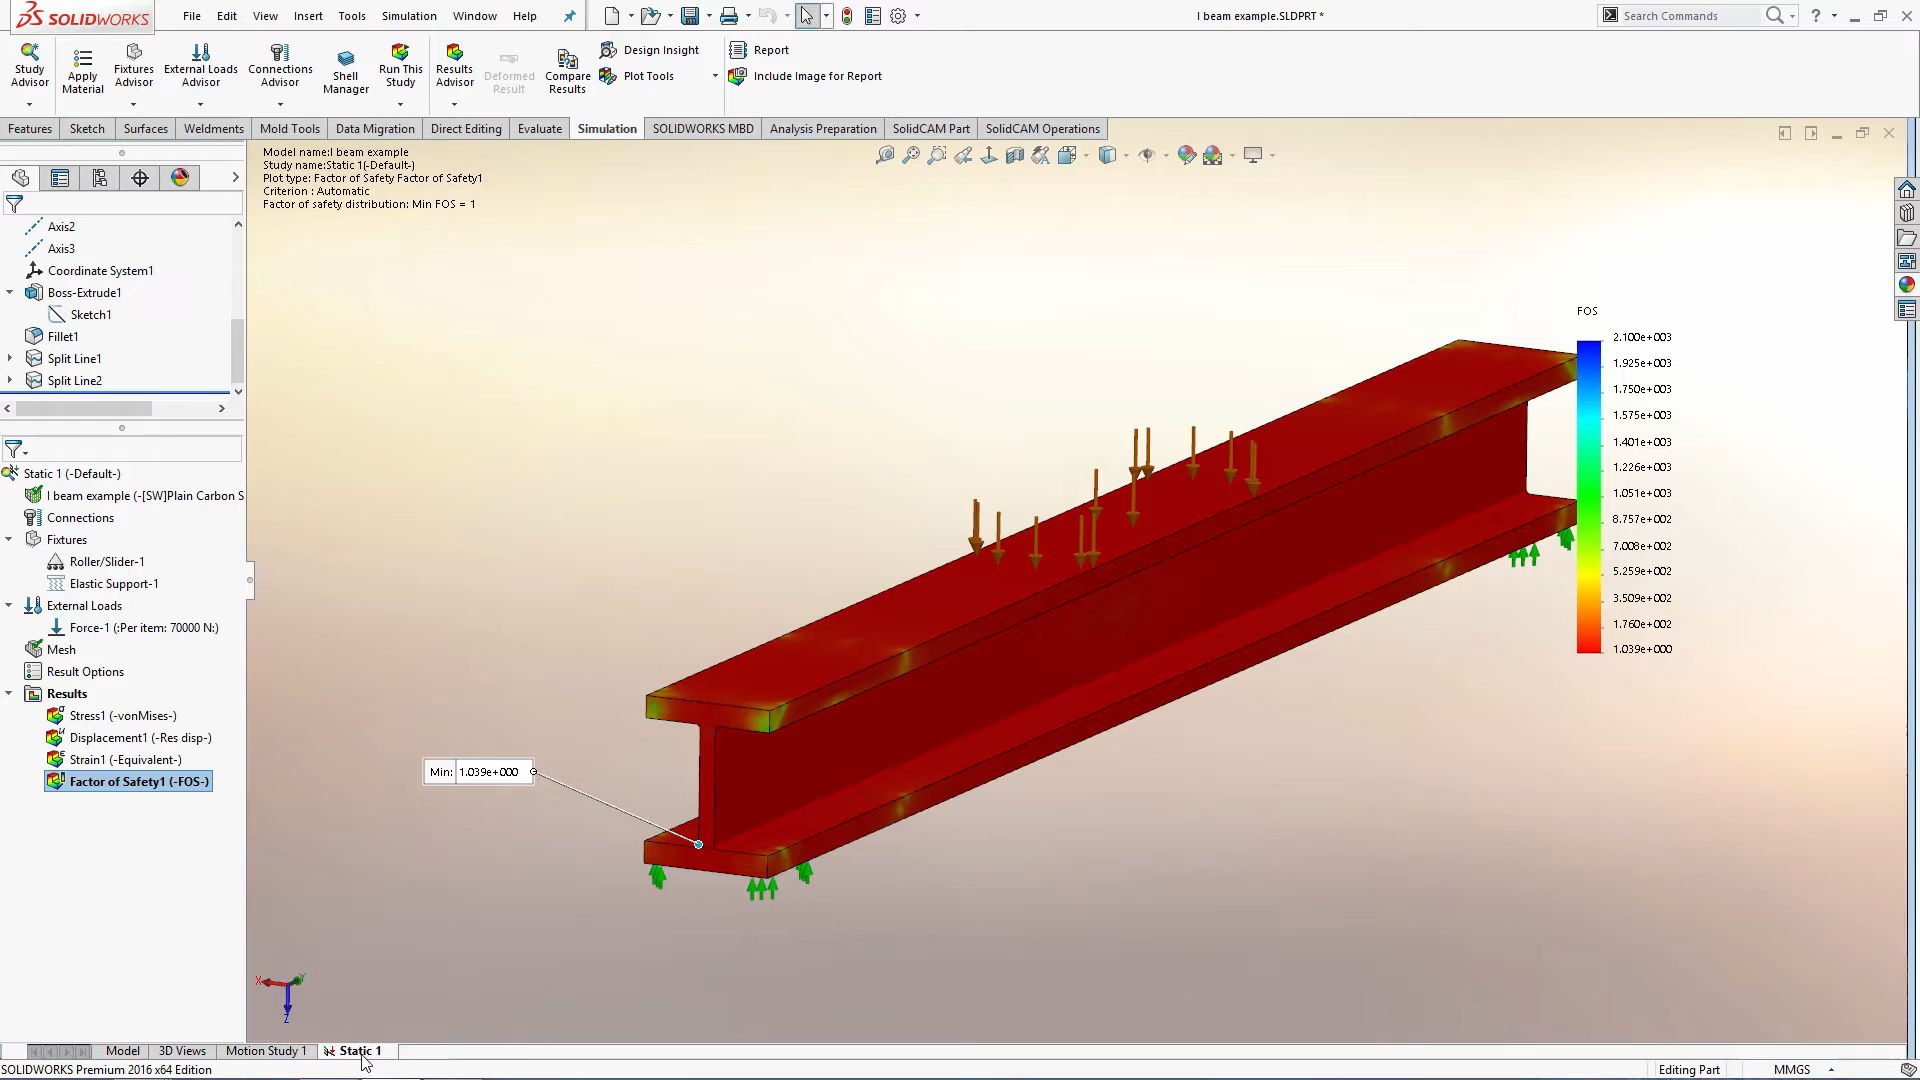 SOLIDWORKS
File Edit View Insert Tools Simulation Window Help
I beam example.SLDPRT *
Search Commands
Study Advisor
Apply Material
Fixtures Advisor
External Loads Advisor
Connections Advisor
Shell Manager
Run This Study
Results Advisor
Deformed Result
Compare Results
Design Insight
Plot Tools
Report
Include Image for Report
Features Sketch Surfaces Weldments Mold Tools Data Migration Direct Editing Evaluate Simulation SOLIDWORKS MBD Analysis Preparation SolidCAM Part SolidCAM Operations
Model name:I beam example
Study name:Static 1(-Default-)
Plot type: Factor of Safety Factor of Safety1
Criterion : Automatic
Factor of safety distribution: Min FOS = 1
Axis2
Axis3
Coordinate System1
Boss-Extrude1
Sketch1
Fillet1
Split Line1
Split Line2
Static 1 (-Default-)
I beam example (-[SW]Plain Carbon S
Connections
Fixtures
Roller/Slider-1
Elastic Support-1
External Loads
Force-1 (:Per item: 70000 N:)
Mesh
Result Options
Results
Stress1 (-vonMises-)
Displacement1 (-Res disp-)
Strain1 (-Equivalent-)
Factor of Safety1 (-FOS-)
Min: 1.039e+000
FOS
2.100e+003
1.925e+003
1.750e+003
1.575e+003
1.401e+003
1.226e+003
1.051e+003
8.757e+002
7.008e+002
5.259e+002
3.509e+002
1.760e+002
1.039e+000
X Y Z
Model 3D Views Motion Study 1 Static 1
SOLIDWORKS Premium 2016 x64 Edition
Editing Part
MMGS